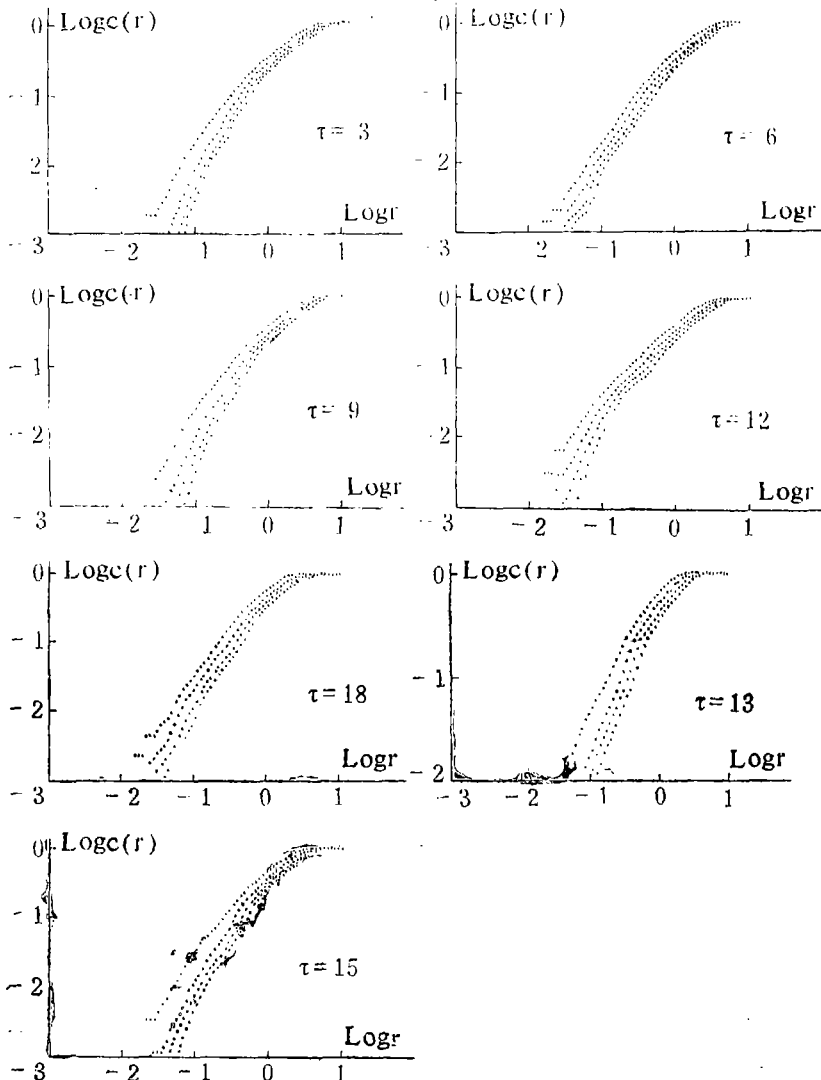 0 Logc(r)
- 1
τ = 3
2
Logr
- 3 - 2 1 0 1
0 Logc(r)
- 1
τ = 6
2
Logr
- 3 2 1 0 1
0 Logc(r)
- 1
τ = 9
- 2
Logr
- 3 - 2 1 0 1
0 Logc(r)
- 1
τ = 12
- 2
Logr
- 3 - 2 - 1 0 1
0 Logc(r)
- 1
τ = 18
- 2
Logr
- 3 - 2 - 1 0 1
0 Logc(r)
- 1
τ = 13
- 2
Logr
- 3 - 2 - 1 0 1
0 Logc(r)
- 1
τ = 15
- 2
Logr
- 3 - 2 - 1 0 1